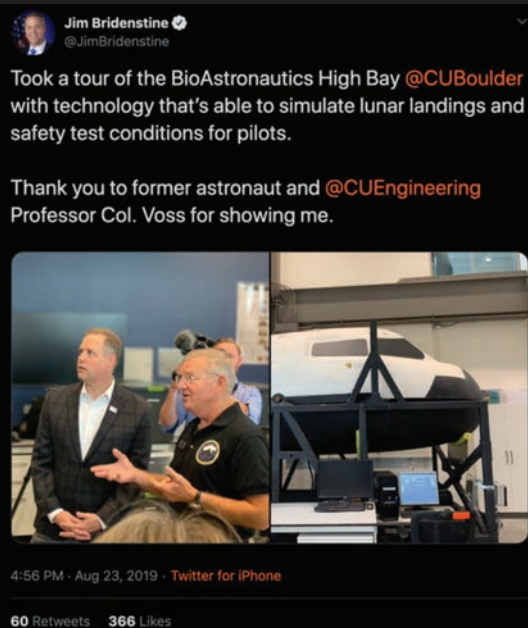 Jim Bridenstine
@JimBridenstine
Took a tour of the BioAstronautics High Bay @CUBoulder
with technology that's able to simulate lunar landings and
safety test conditions for pilots.
Thank you to former astronaut and @CUEngineering
Professor Col. Voss for showing me.
4:56 PM · Aug 23, 2019 · Twitter for iPhone
60 Retweets 366 Likes